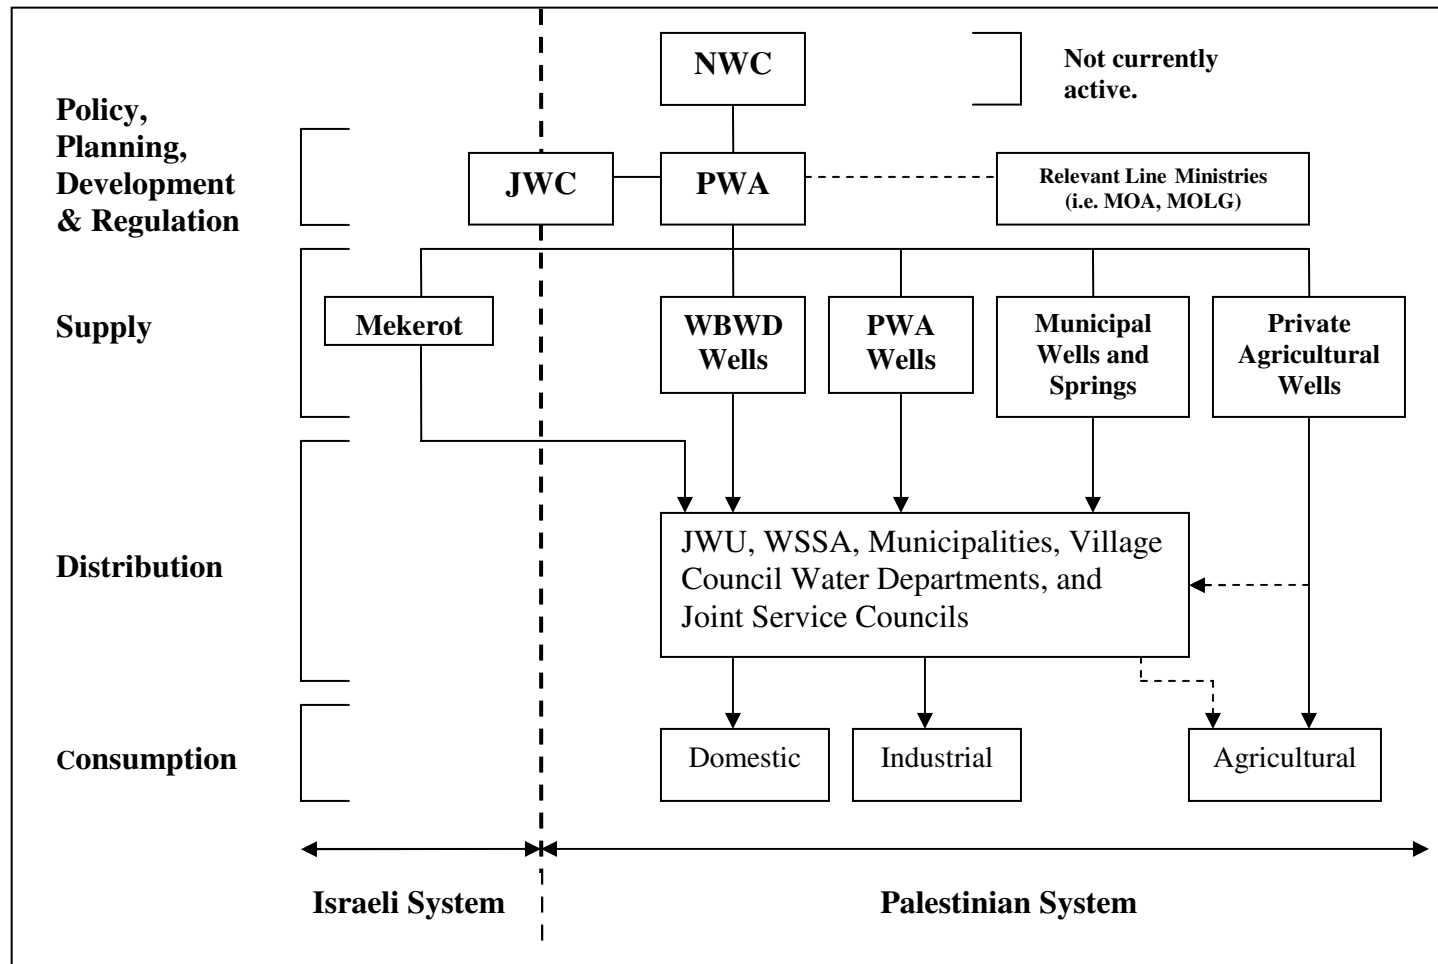 NWC
Not currently
active.
Policy,
Planning,
Development
& Regulation
JWC
PWA
Relevant Line Ministries
(i.e. MOA, MOLG)
Supply
Mekerot
WBWD
Wells
PWA
Wells
Municipal
Wells and
Springs
Private
Agricultural
Wells
Distribution
JWU, WSSA, Municipalities, Village
Council Water Departments, and
Joint Service Councils
Consumption
Domestic
Industrial
Agricultural
Israeli System
Palestinian System